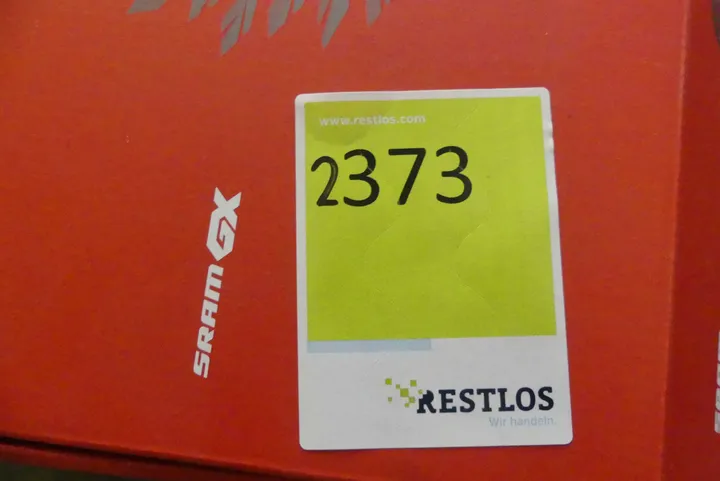 www.restlos.com
2373
SRAM GX
RESTLOS
Wir handeln.